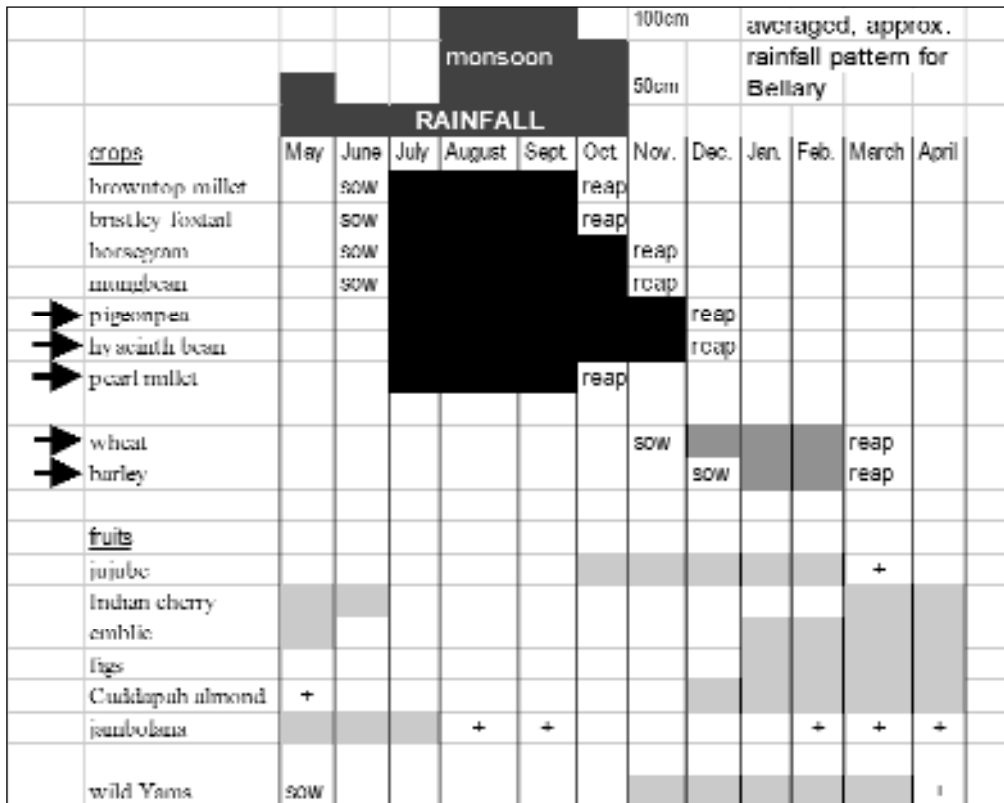 100cm averaged, approx.
monsoon rainfall pattern for
50cm Bellary
RAINFALL
crops May June July August Sept. Oct Nov. Dec. Jan. Feb. March April
browntop millet sow reap
bristley foxtail sow reap
horsegram sow reap
mungbean sow reap
pigeonpea reap
hyacinth bean reap
pearl millet reap
wheat sow reap
barley sow reap
fruits
jujube +
Indian cherry
emblic
figs
Cuddapah almond +
jambolana + + + + +
wild Yams sow